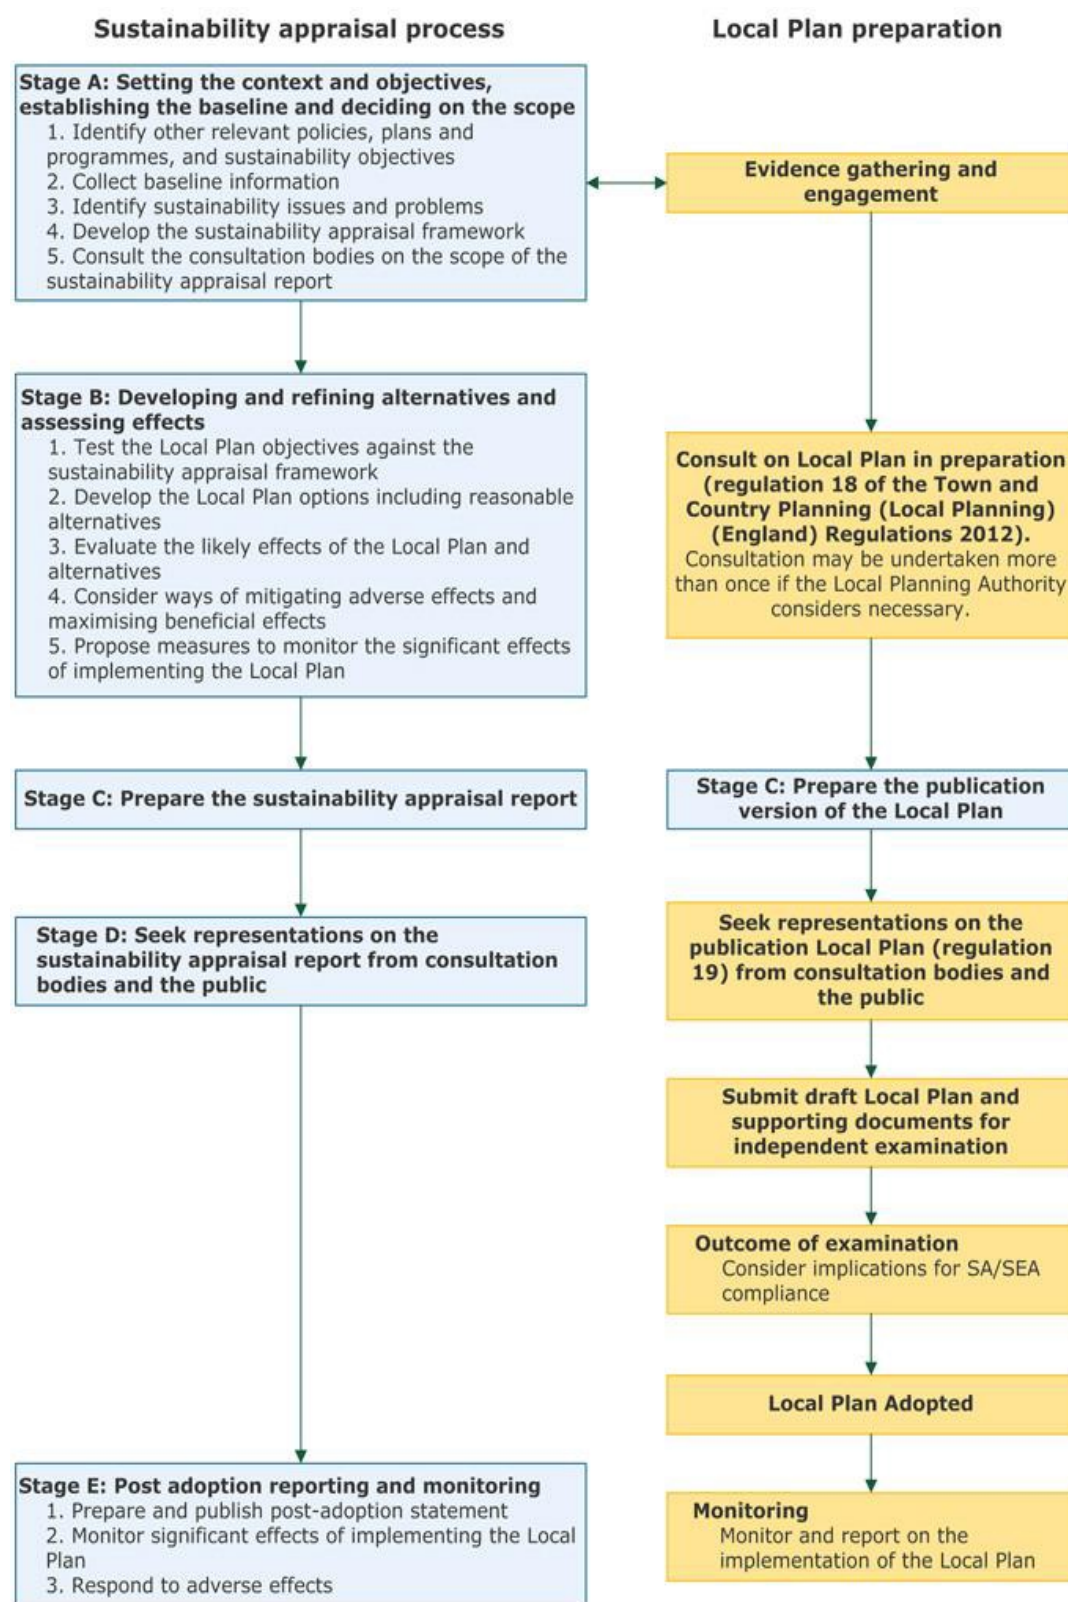 Sustainability appraisal process
Local Plan preparation
Stage A: Setting the context and objectives,
establishing the baseline and deciding on the scope
1. Identify other relevant policies, plans and
programmes, and sustainability objectives
2. Collect baseline information
3. Identify sustainability issues and problems
4. Develop the sustainability appraisal framework
5. Consult the consultation bodies on the scope of the
sustainability appraisal report
Evidence gathering and
engagement
Stage B: Developing and refining alternatives and
assessing effects
1. Test the Local Plan objectives against the
sustainability appraisal framework
2. Develop the Local Plan options including reasonable
alternatives
3. Evaluate the likely effects of the Local Plan and
alternatives
4. Consider ways of mitigating adverse effects and
maximising beneficial effects
5. Propose measures to monitor the significant effects
of implementing the Local Plan
Consult on Local Plan in preparation
(regulation 18 of the Town and
Country Planning (Local Planning)
(England) Regulations 2012).
Consultation may be undertaken more
than once if the Local Planning Authority
considers necessary.
Stage C: Prepare the sustainability appraisal report
Stage C: Prepare the publication
version of the Local Plan
Stage D: Seek representations on the
sustainability appraisal report from consultation
bodies and the public
Seek representations on the
publication Local Plan (regulation
19) from consultation bodies and
the public
Submit draft Local Plan and
supporting documents for
independent examination
Outcome of examination
Consider implications for SA/SEA
compliance
Local Plan Adopted
Stage E: Post adoption reporting and monitoring
1. Prepare and publish post-adoption statement
2. Monitor significant effects of implementing the Local
Plan
3. Respond to adverse effects
Monitoring
Monitor and report on the
implementation of the Local Plan